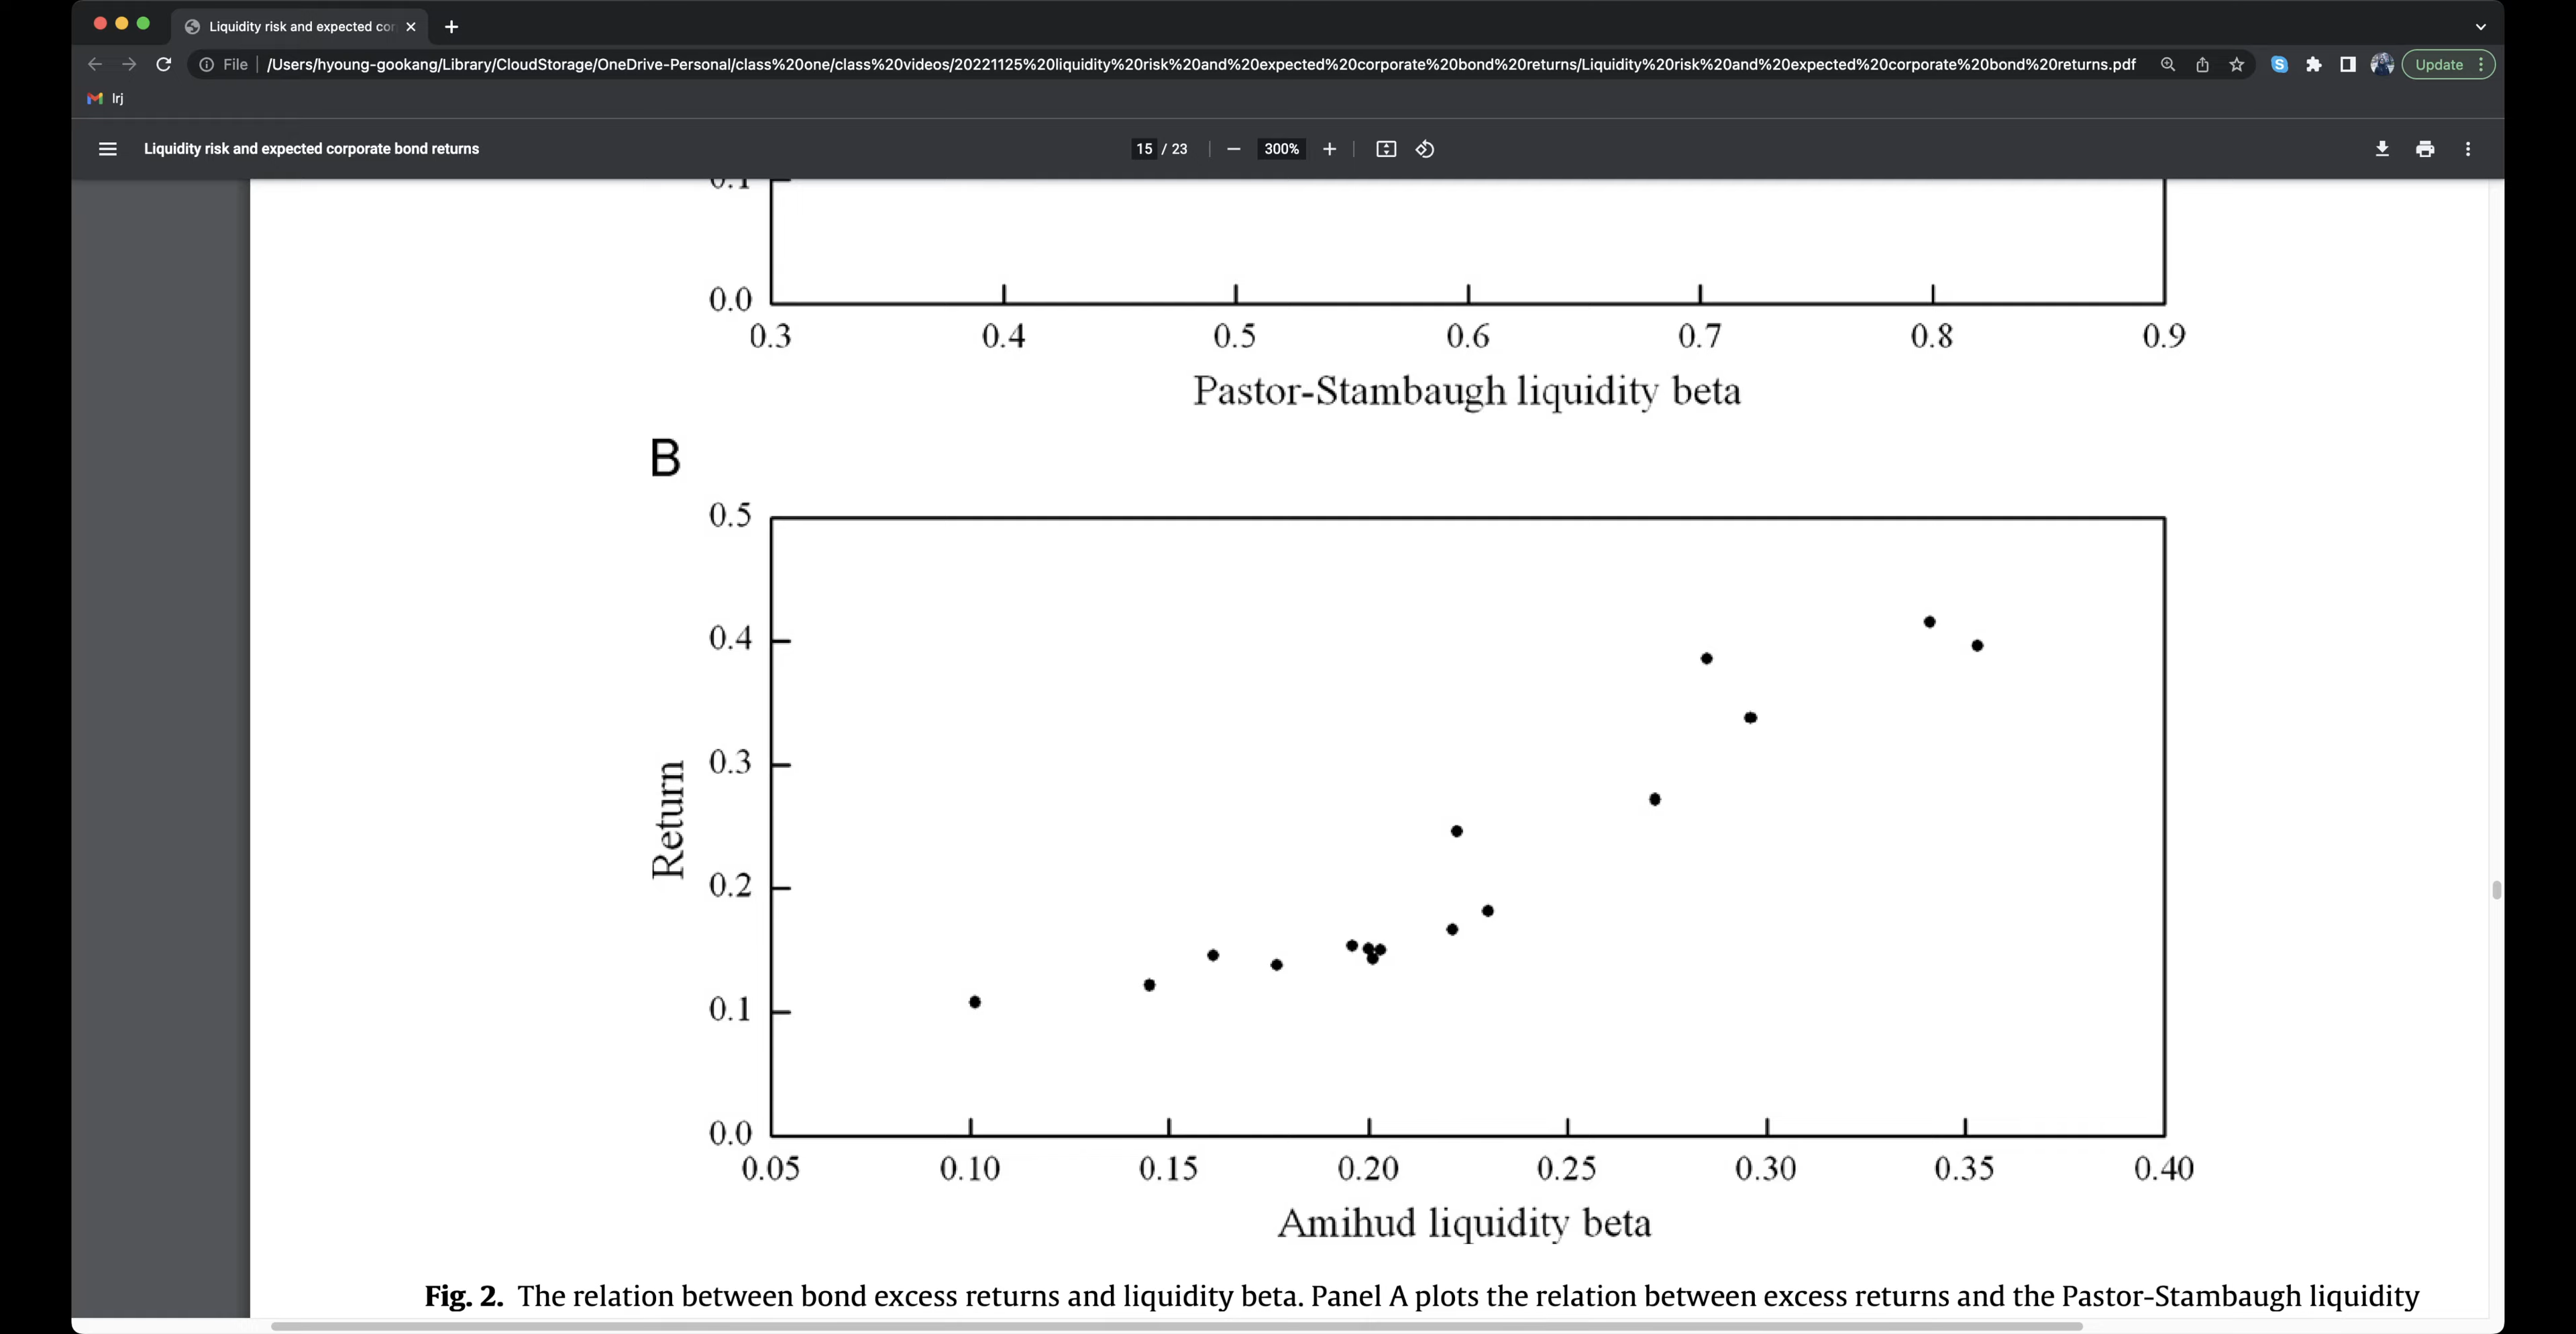 Liquidity risk and expected cor
File
/Users/hyoung-gookang/Library/CloudStorage/OneDrive-Personal/class%20one/class%20videos/20221125%20liquidity%20risk%20and%20expected%20corporate%20bond%20returns/Liquidity%20risk%20and%20expected%20corporate%20bond%20returns.pdf
S
Update
lrj
Liquidity risk and expected corporate bond returns
15 / 23
300%
0.1
0.0
0.3 0.4 0.5 0.6 0.7 0.8 0.9
Pastor-Stambaugh liquidity beta
B
0.5
0.4
0.3
Return
0.2
0.1
0.0
0.05 0.10 0.15 0.20 0.25 0.30 0.35 0.40
Amihud liquidity beta
Fig. 2. The relation between bond excess returns and liquidity beta. Panel A plots the relation between excess returns and the Pastor-Stambaugh liquidity